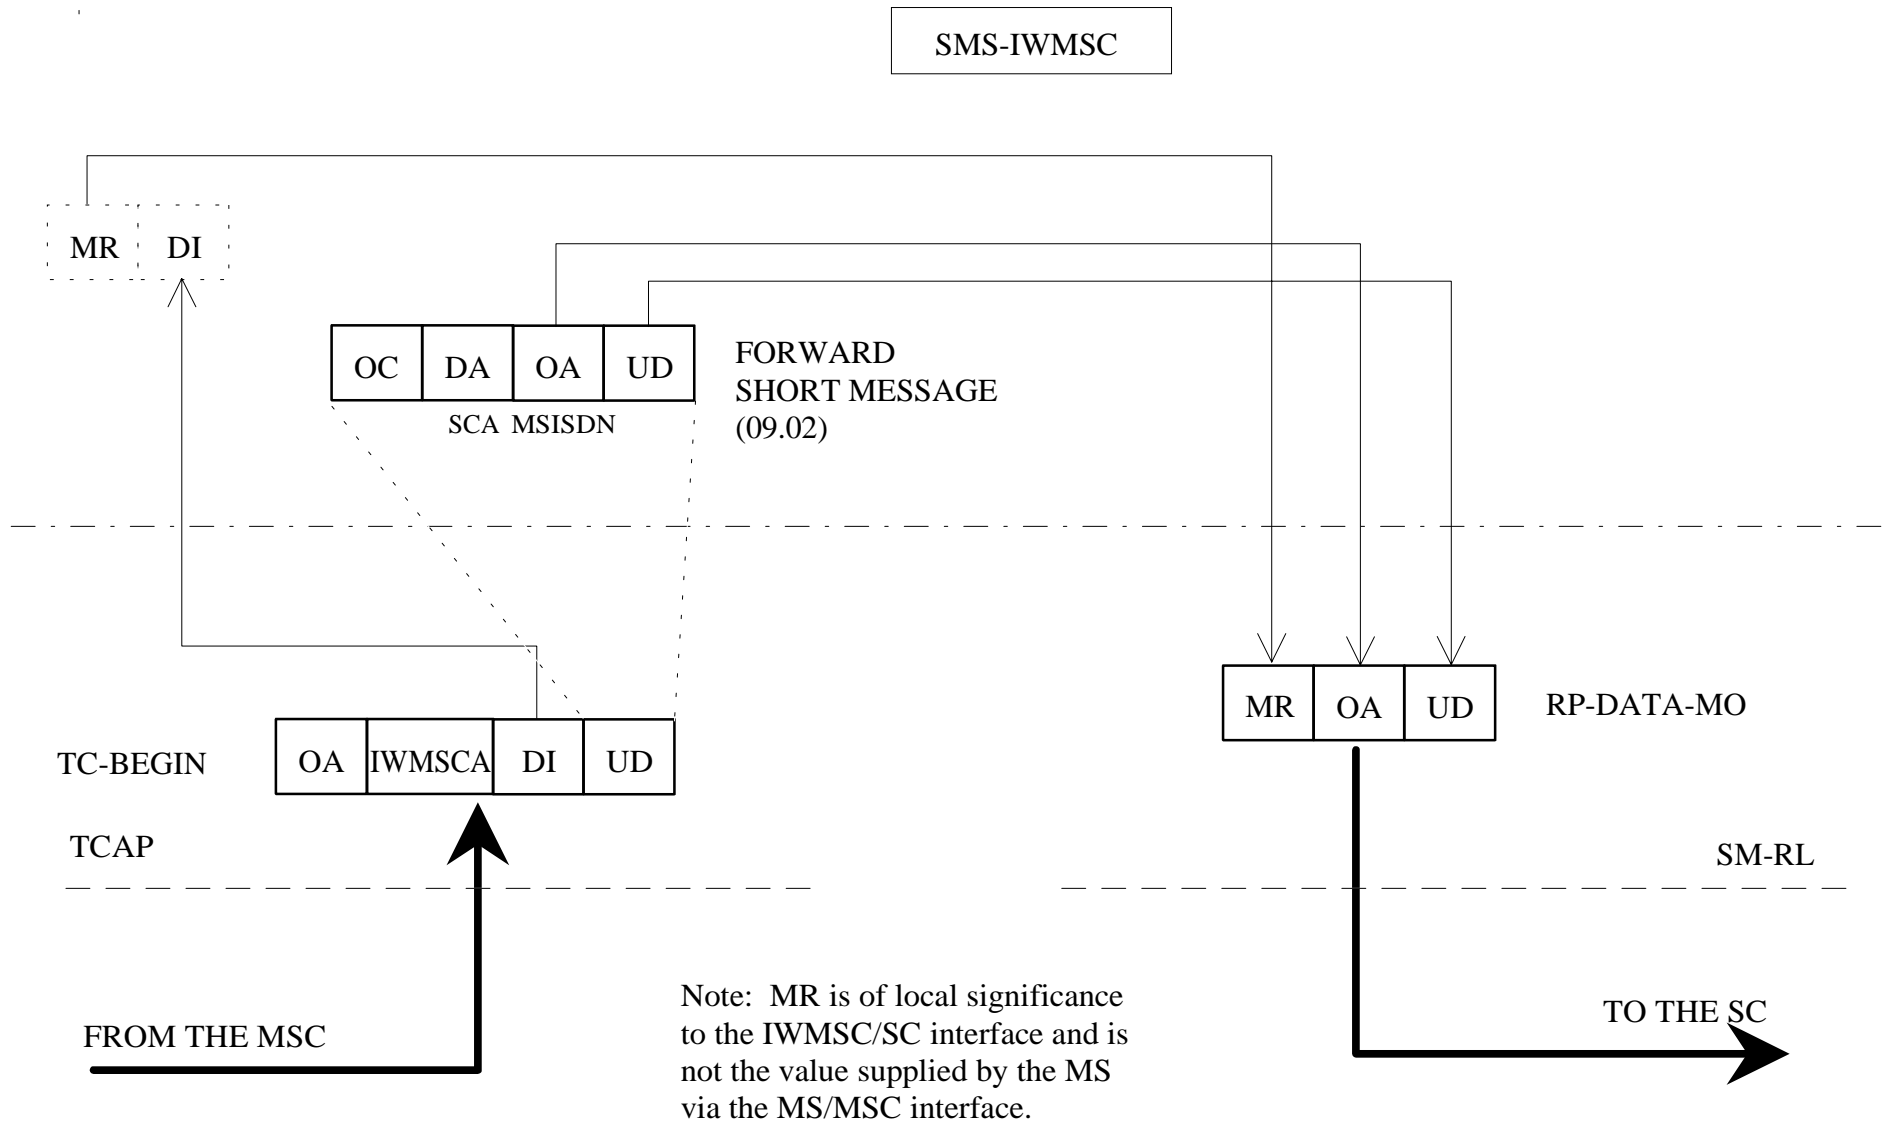 SMS-IWMSC
MR DI
OC DA OA UD
SCA MSISDN
FORWARD
SHORT MESSAGE
(09.02)
MR OA UD
RP-DATA-MO
TC-BEGIN
OA IWMSCA DI UD
TCAP
SM-RL
FROM THE MSC
Note: MR is of local significance
to the IWMSC/SC interface and is
not the value supplied by the MS
via the MS/MSC interface.
TO THE SC